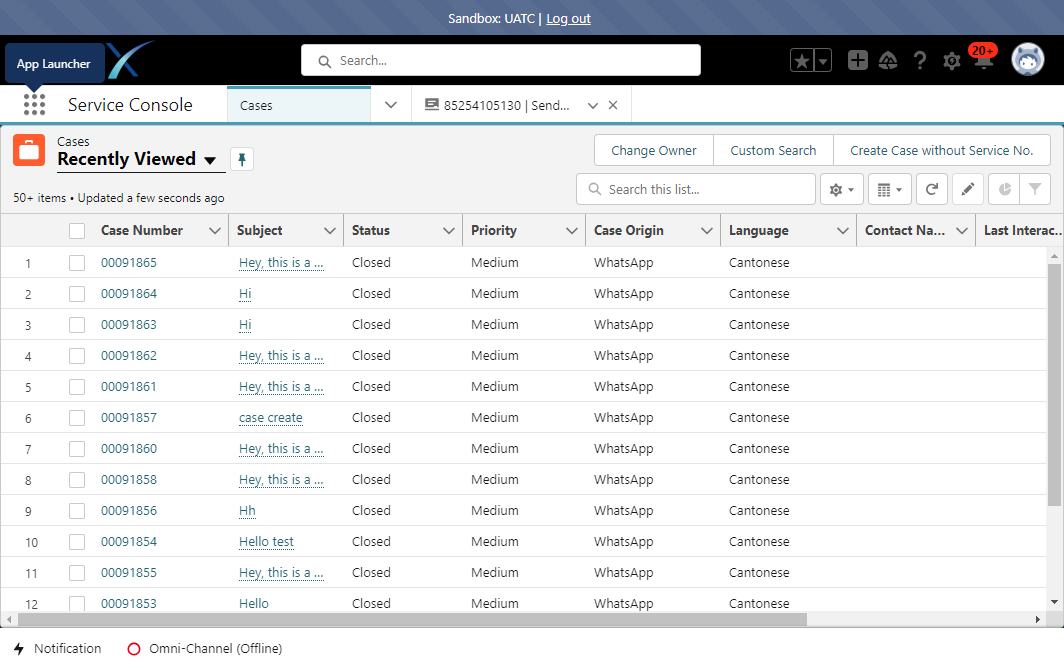 Sandbox: UATC | Log out
App Launcher
Search...
20+
Service Console
Cases
85254105130 | Send...
Cases
Recently Viewed
Change Owner
Custom Search
Create Case without Service No.
50+ items • Updated a few seconds ago
Search this list...
Case Number Subject Status Priority Case Origin Language Contact Na... Last Interac...
1 00091865 Hey, this is a ... Closed Medium WhatsApp Cantonese
2 00091864 Hi Closed Medium WhatsApp Cantonese
3 00091863 Hi Closed Medium WhatsApp Cantonese
4 00091862 Hey, this is a ... Closed Medium WhatsApp Cantonese
5 00091861 Hey, this is a ... Closed Medium WhatsApp Cantonese
6 00091857 case create Closed Medium WhatsApp Cantonese
7 00091860 Hey, this is a ... Closed Medium WhatsApp Cantonese
8 00091858 Hey, this is a ... Closed Medium WhatsApp Cantonese
9 00091856 Hh Closed Medium WhatsApp Cantonese
10 00091854 Hello test Closed Medium WhatsApp Cantonese
11 00091855 Hey, this is a ... Closed Medium WhatsApp Cantonese
12 00091853 Hello Closed Medium WhatsApp Cantonese
Notification
Omni-Channel (Offline)